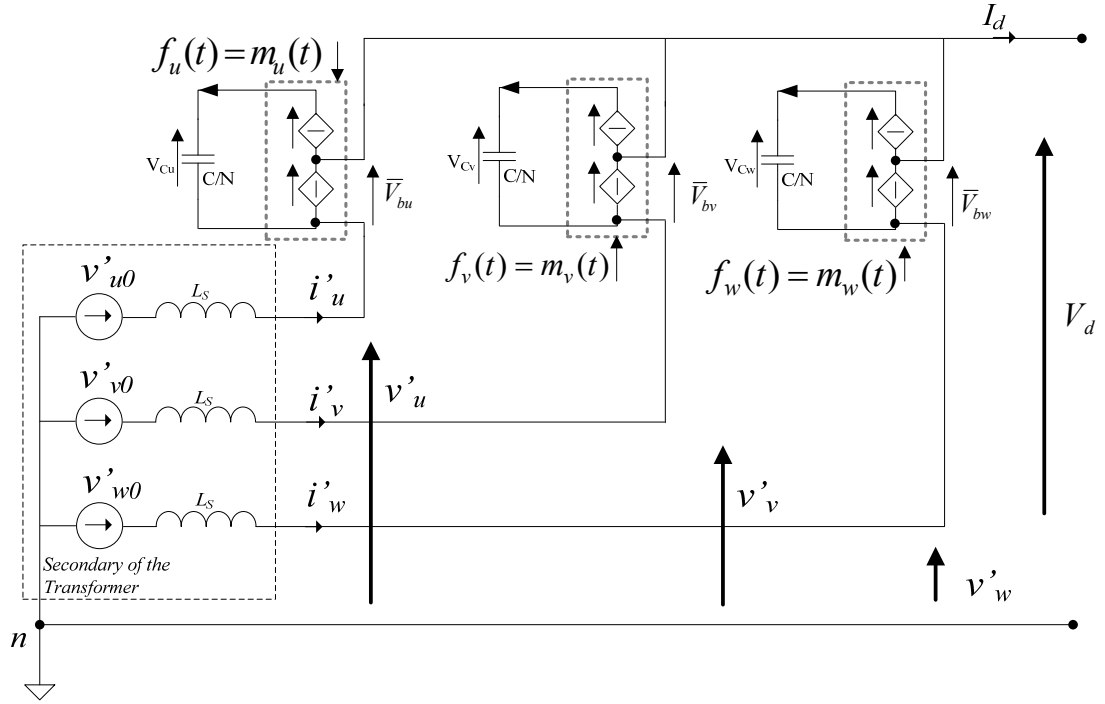 I_d
f_u(t) = m_u(t)
V_Cu
C/N
V̅_bu
V_Cv
C/N
V̅_bv
V_Cw
C/N
V̅_bw
f_v(t) = m_v(t)
f_w(t) = m_w(t)
v'_u0
L_S
i'_u
V_d
v'_v0
L_S
i'_v
v'_u
v'_w0
L_S
i'_w
v'_v
Secondary of the
Transformer
v'_w
n